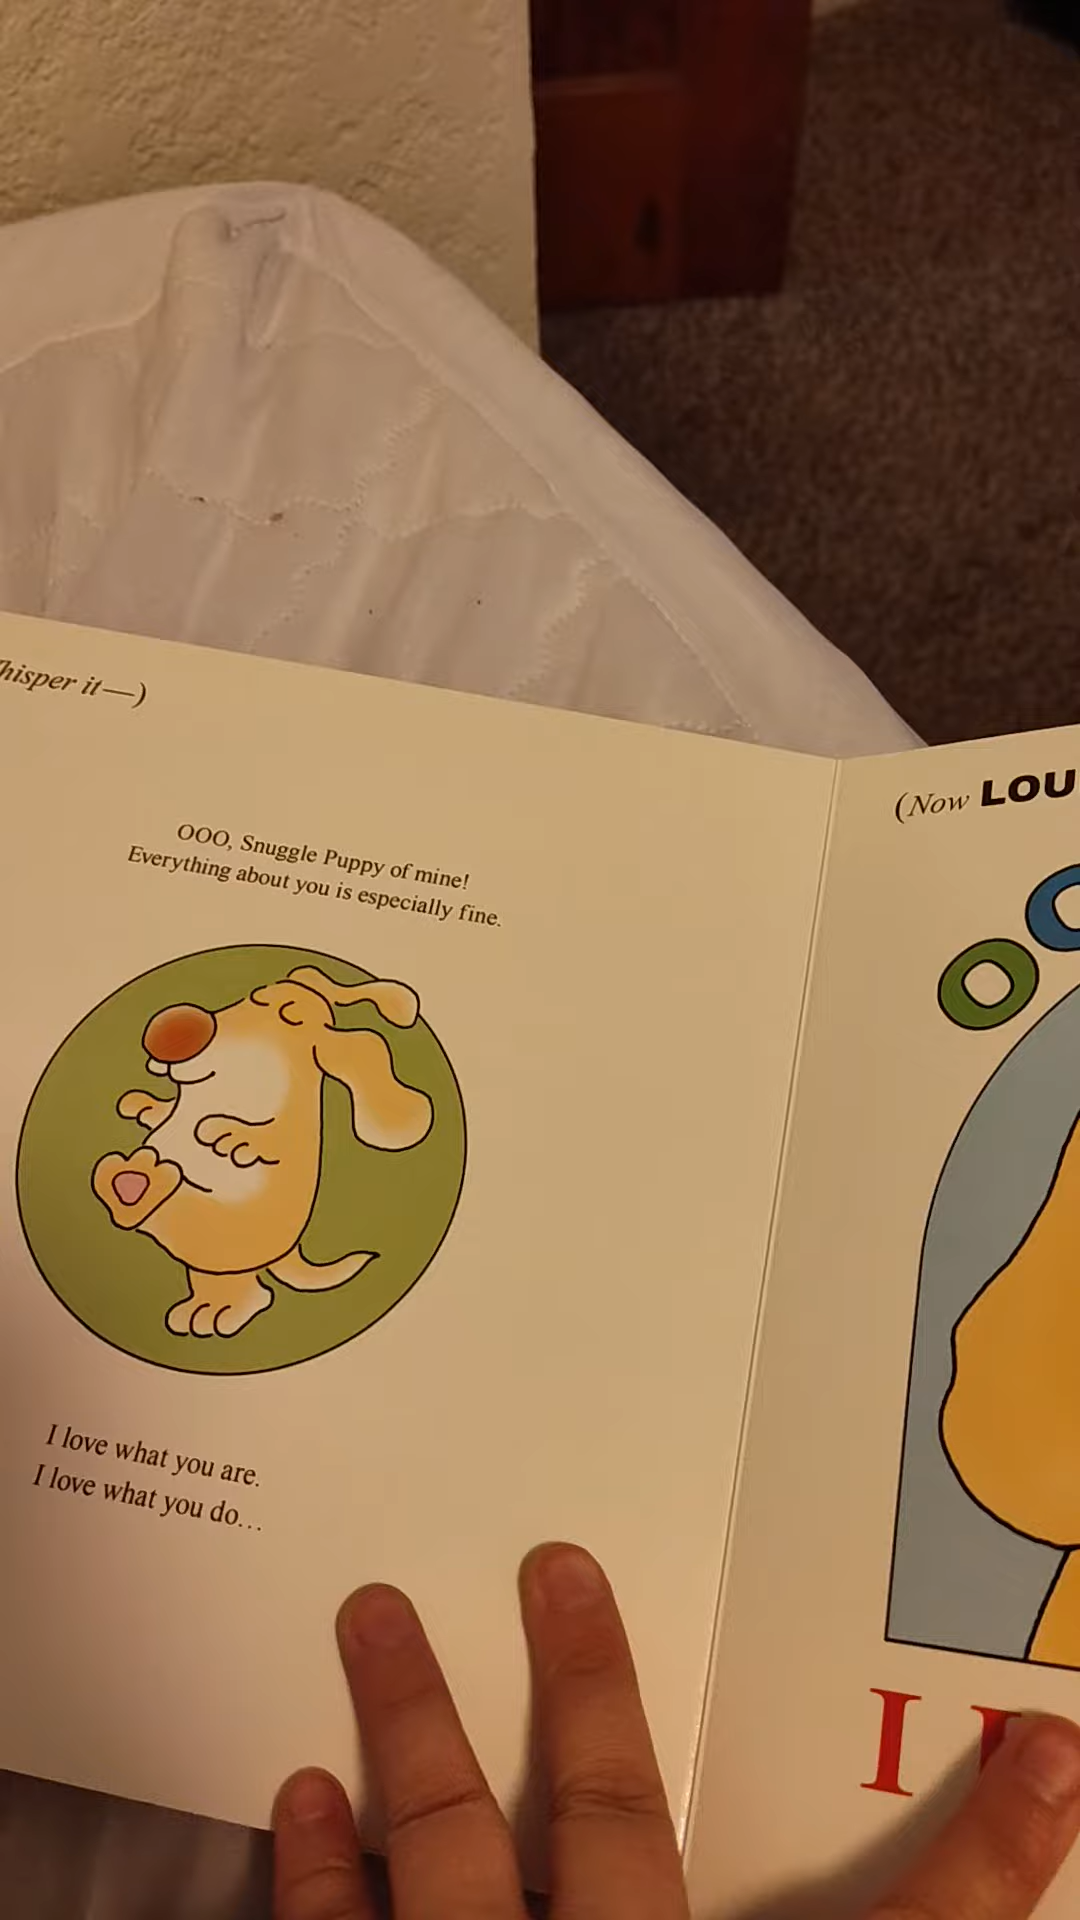 hisper it—)
OOO, Snuggle Puppy of mine!
Everything about you is especially fine.
I love what you are.
I love what you do...
(Now LOU
OO
I